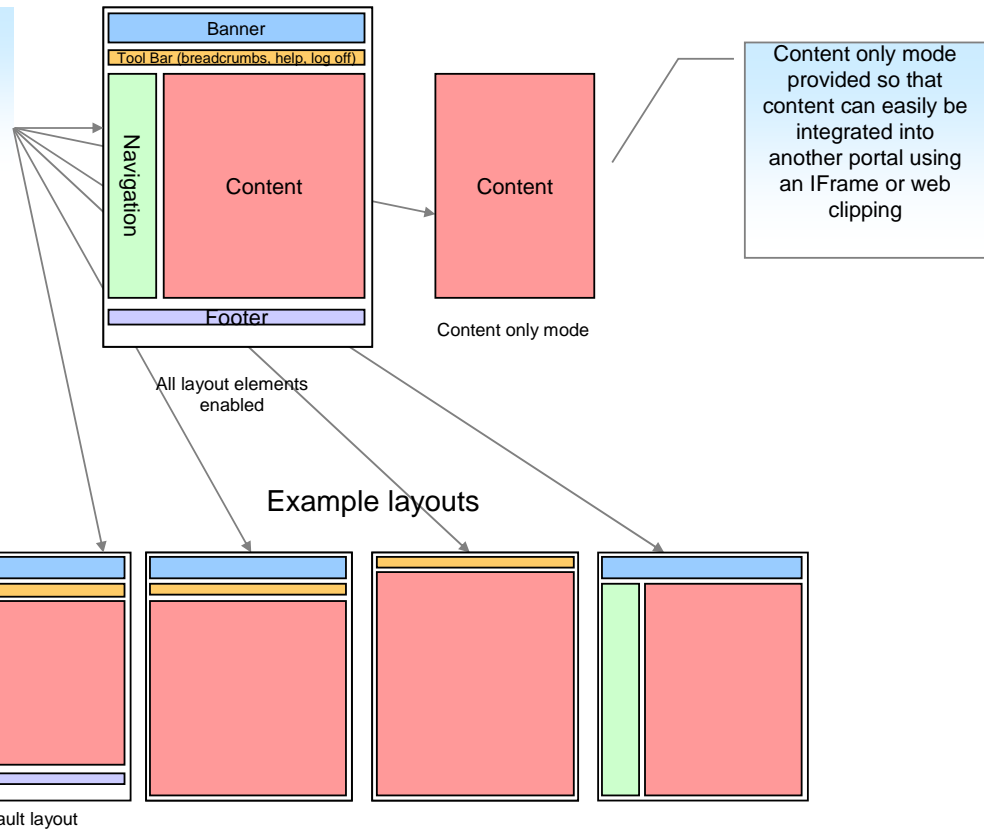 Banner
Tool Bar (breadcrumbs, help, log off)
Navigation
Content
Footer
Content
Content only mode
Content only mode
provided so that
content can easily be
integrated into
another portal using
an IFrame or web
clipping
All layout elements
enabled
Example layouts
ault layout